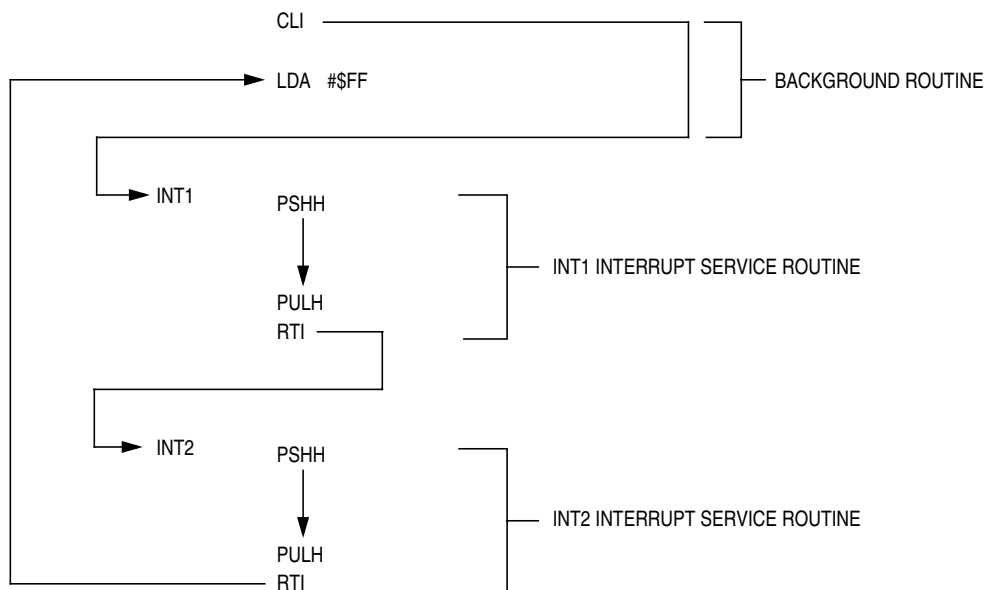 CLI
LDA #$FF
BACKGROUND ROUTINE
INT1
PSHH
INT1 INTERRUPT SERVICE ROUTINE
PULH
RTI
INT2
PSHH
INT2 INTERRUPT SERVICE ROUTINE
PULH
RTI